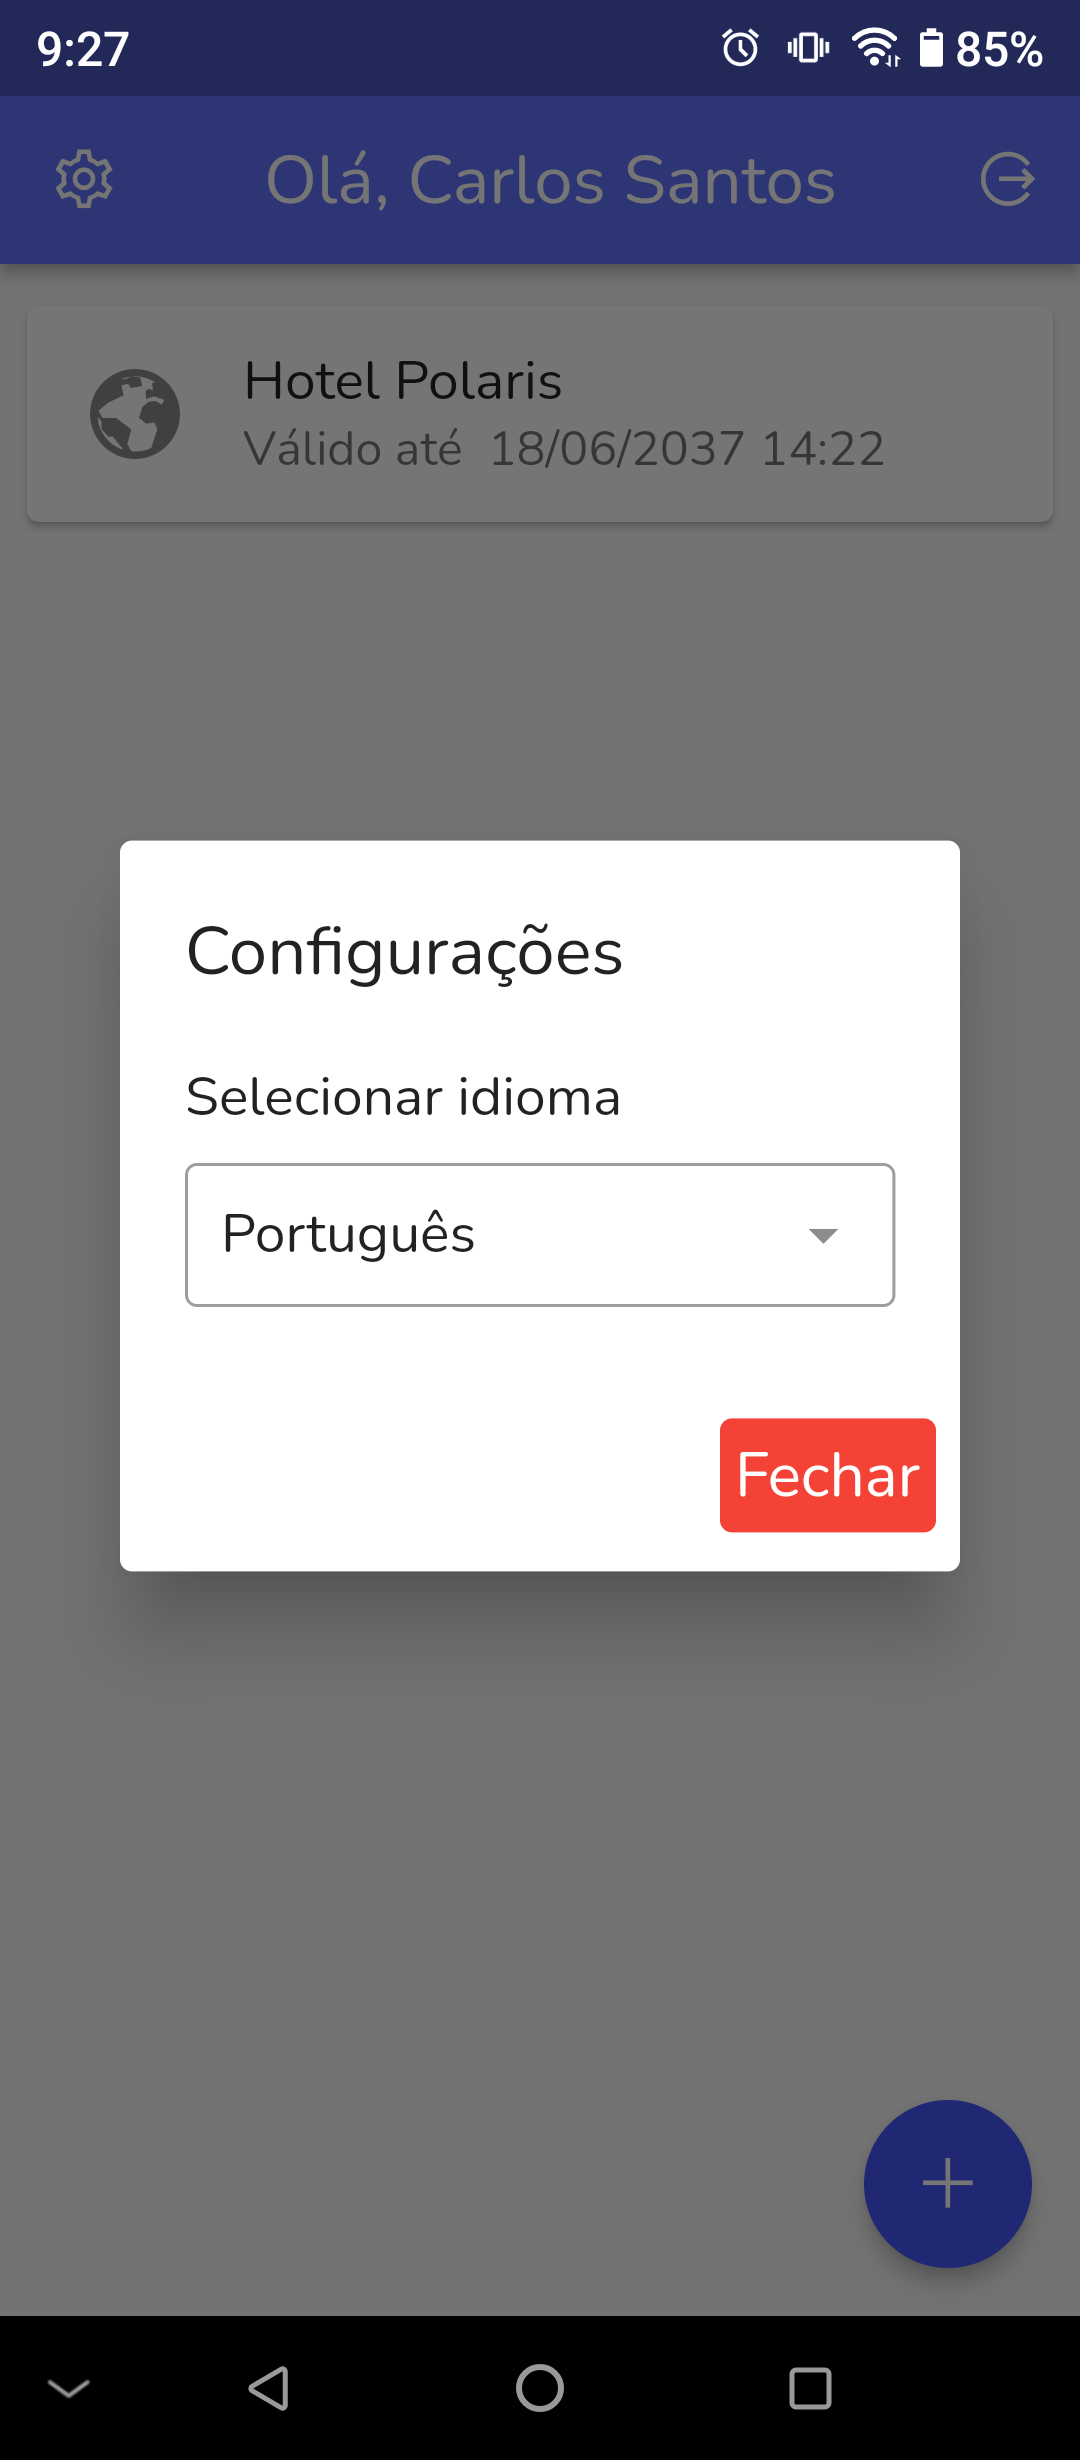 9:27
85%
Olá, Carlos Santos
Hotel Polaris
Válido até 18/06/2037 14:22
Configurações
Selecionar idioma
Português
Fechar